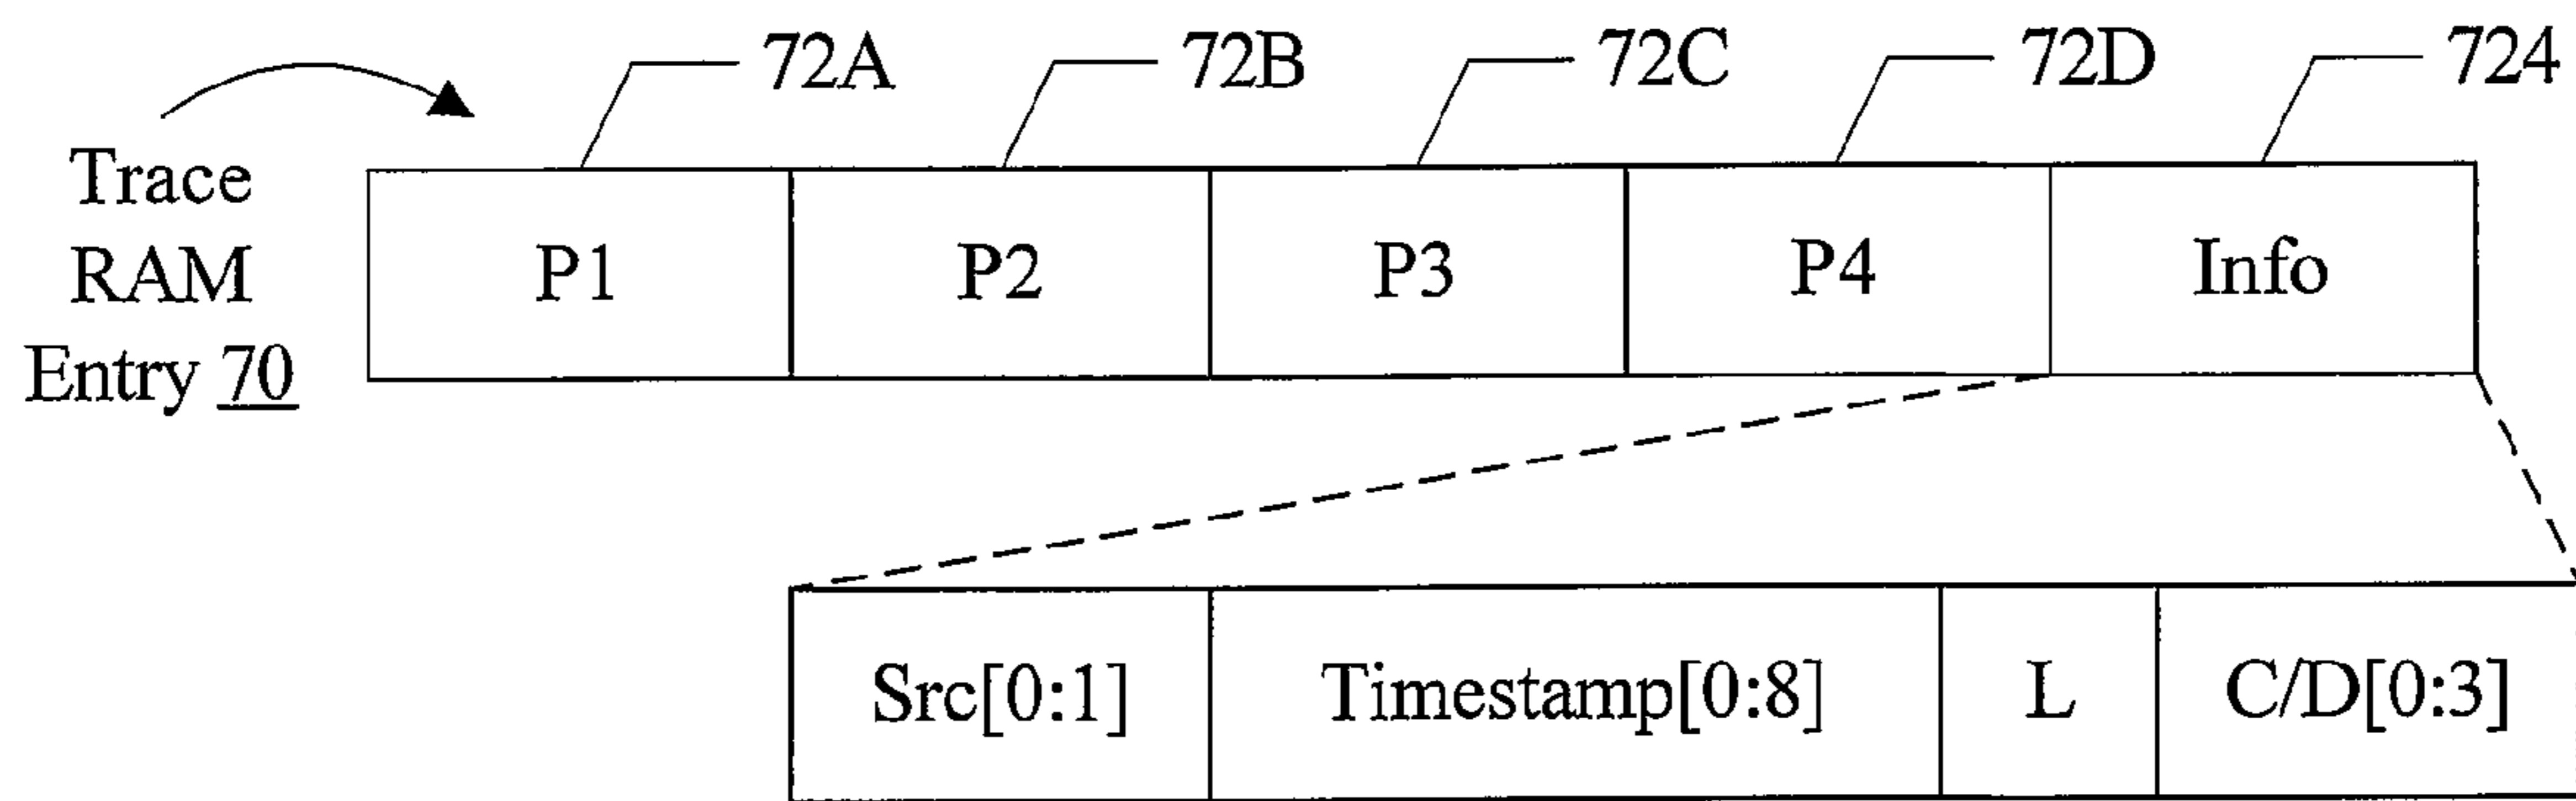 72A 72B 72C 72D 724
Trace
RAM
Entry 70
P1 P2 P3 P4 Info
Src[0:1] Timestamp[0:8] L C/D[0:3]